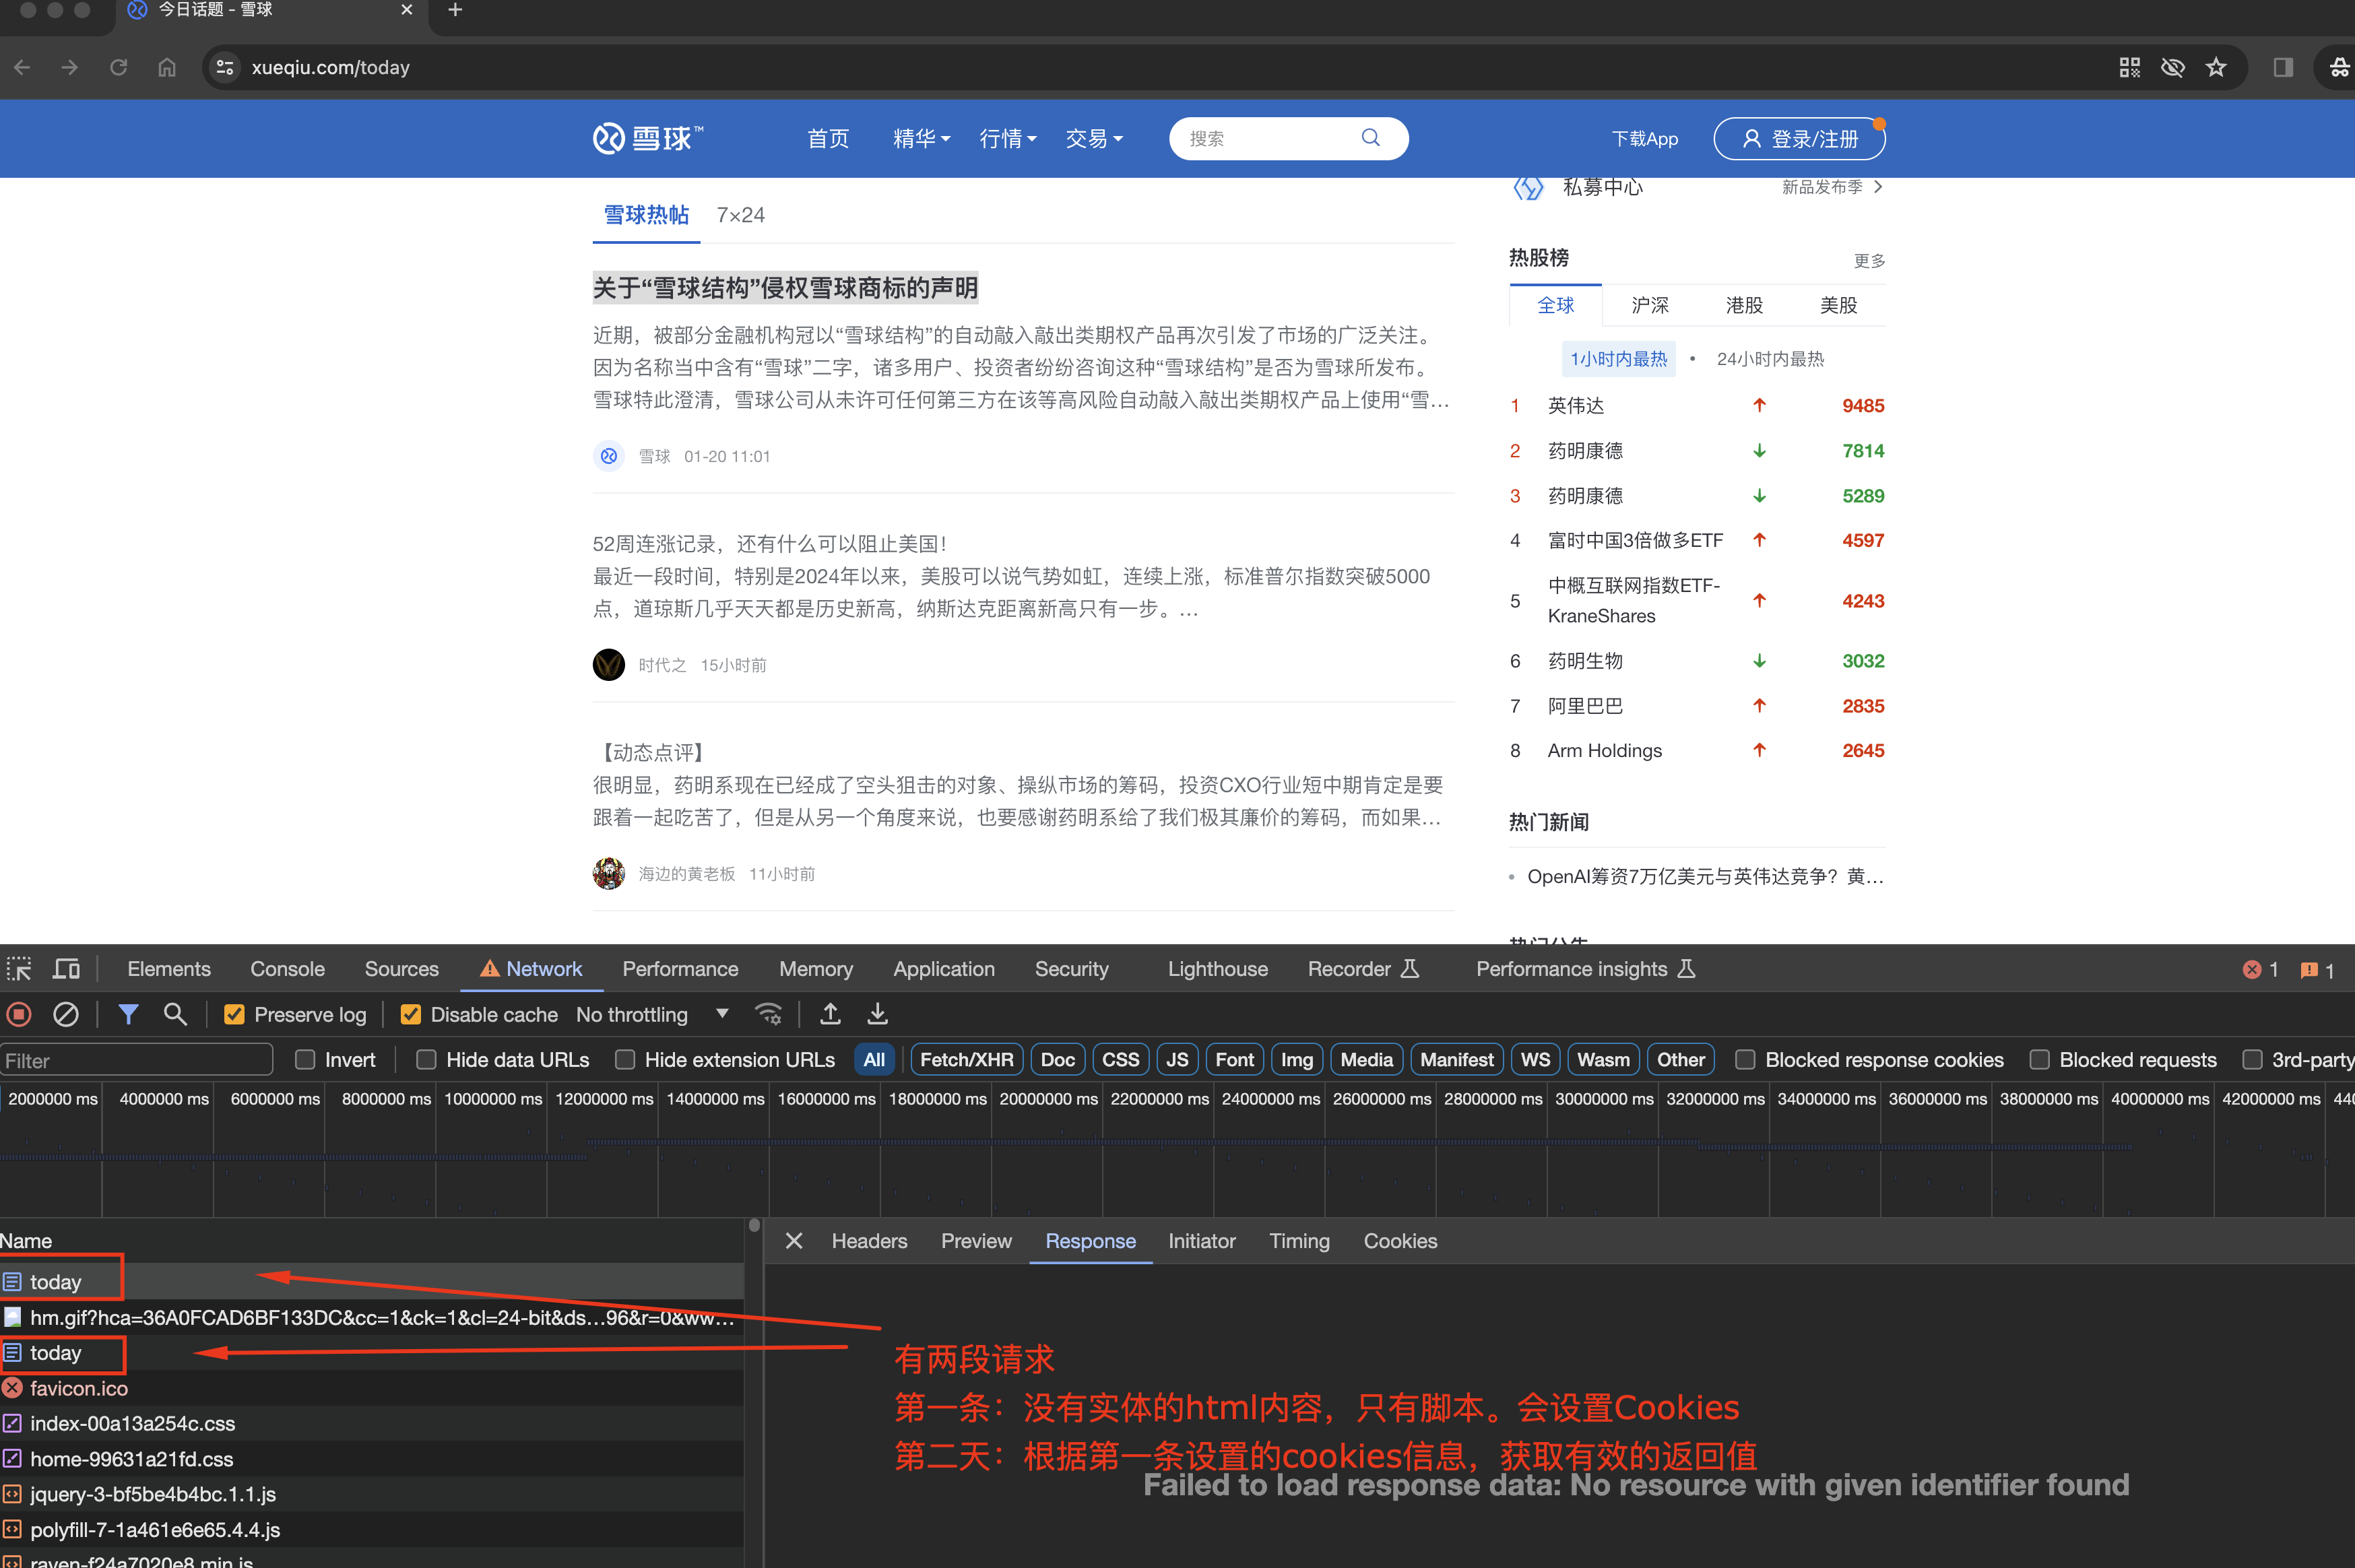 今日话题 - 雪球
xueqiu.com/today
雪球™
首页
精华
行情
交易
搜索
下载App
登录/注册
私募中心
新品发布季
雪球热帖
7×24
关于“雪球结构”侵权雪球商标的声明
近期，被部分金融机构冠以“雪球结构”的自动敲入敲出类期权产品再次引发了市场的广泛关注。
因为名称当中含有“雪球”二字，诸多用户、投资者纷纷咨询这种“雪球结构”是否为雪球所发布。
雪球特此澄清，雪球公司从未许可任何第三方在该等高风险自动敲入敲出类期权产品上使用“雪…
雪球 01-20 11:01
52周连涨记录，还有什么可以阻止美国！
最近一段时间，特别是2024年以来，美股可以说气势如虹，连续上涨，标准普尔指数突破5000
点，道琼斯几乎天天都是历史新高，纳斯达克距离新高只有一步。…
时代之 15小时前
【动态点评】
很明显，药明系现在已经成了空头狙击的对象、操纵市场的筹码，投资CXO行业短中期肯定是要
跟着一起吃苦了，但是从另一个角度来说，也要感谢药明系给了我们极其廉价的筹码，而如果…
海边的黄老板 11小时前
热股榜
更多
全球
沪深
港股
美股
1小时内最热 • 24小时内最热
1 英伟达 9485
2 药明康德 7814
3 药明康德 5289
4 富时中国3倍做多ETF 4597
5 中概互联网指数ETF-
KraneShares 4243
6 药明生物 3032
7 阿里巴巴 2835
8 Arm Holdings 2645
热门新闻
OpenAI筹资7万亿美元与英伟达竞争？黄…
热门公告
Elements
Console
Sources
Network
Performance
Memory
Application
Security
Lighthouse
Recorder
Performance insights
1
1
Preserve log
Disable cache
No throttling
Filter
Invert
Hide data URLs
Hide extension URLs
All
Fetch/XHR
Doc
CSS
JS
Font
Img
Media
Manifest
WS
Wasm
Other
Blocked response cookies
Blocked requests
3rd-party
2000000 ms
4000000 ms
6000000 ms
8000000 ms
10000000 ms
12000000 ms
14000000 ms
16000000 ms
18000000 ms
20000000 ms
22000000 ms
24000000 ms
26000000 ms
28000000 ms
30000000 ms
32000000 ms
34000000 ms
36000000 ms
38000000 ms
40000000 ms
42000000 ms
440
Name
today
hm.gif?hca=36A0FCAD6BF133DC&cc=1&ck=1&cl=24-bit&ds…96&r=0&ww…
today
favicon.ico
index-00a13a254c.css
home-99631a21fd.css
jquery-3-bf5be4b4bc.1.1.js
polyfill-7-1a461e6e65.4.4.js
raven-f24a7020e8.min.js
Headers
Preview
Response
Initiator
Timing
Cookies
有两段请求
第一条：没有实体的html内容，只有脚本。会设置Cookies
第二天：根据第一条设置的cookies信息，获取有效的返回值
Failed to load response data: No resource with given identifier found